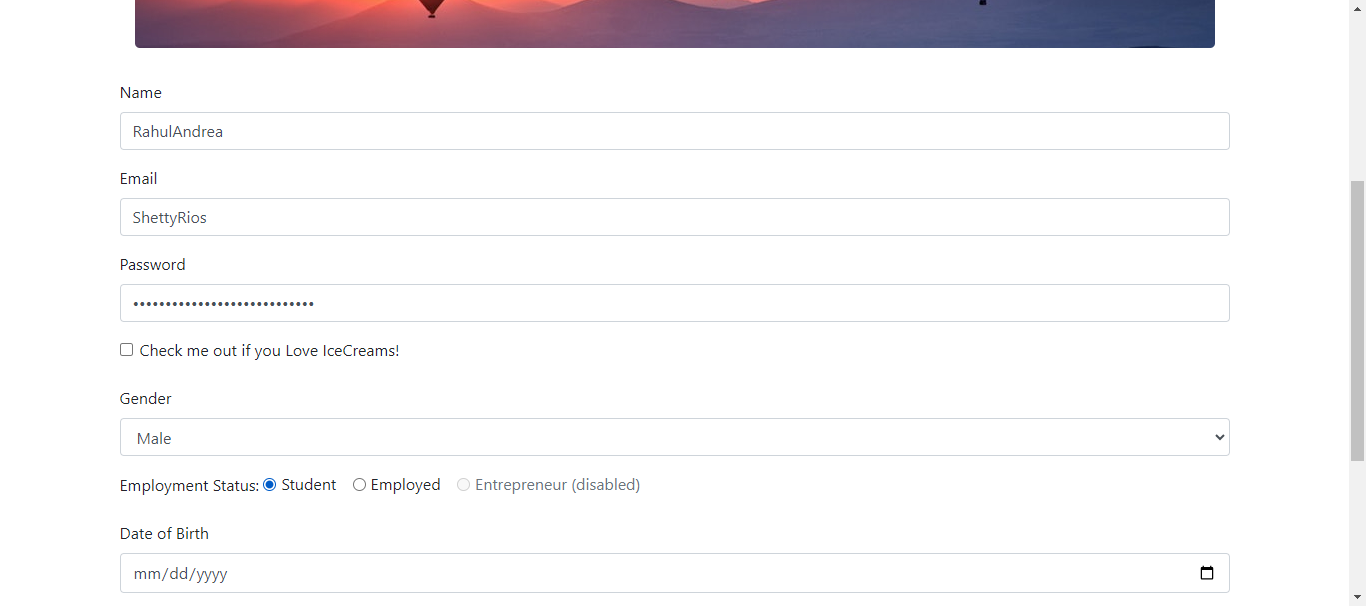 Name
RahulAndrea
Email
ShettyRios
Password
••••••••••••••••••••••••••••
Check me out if you Love IceCreams!
Gender
Male
Employment Status: Student Employed Entrepreneur (disabled)
Date of Birth
mm/dd/yyyy